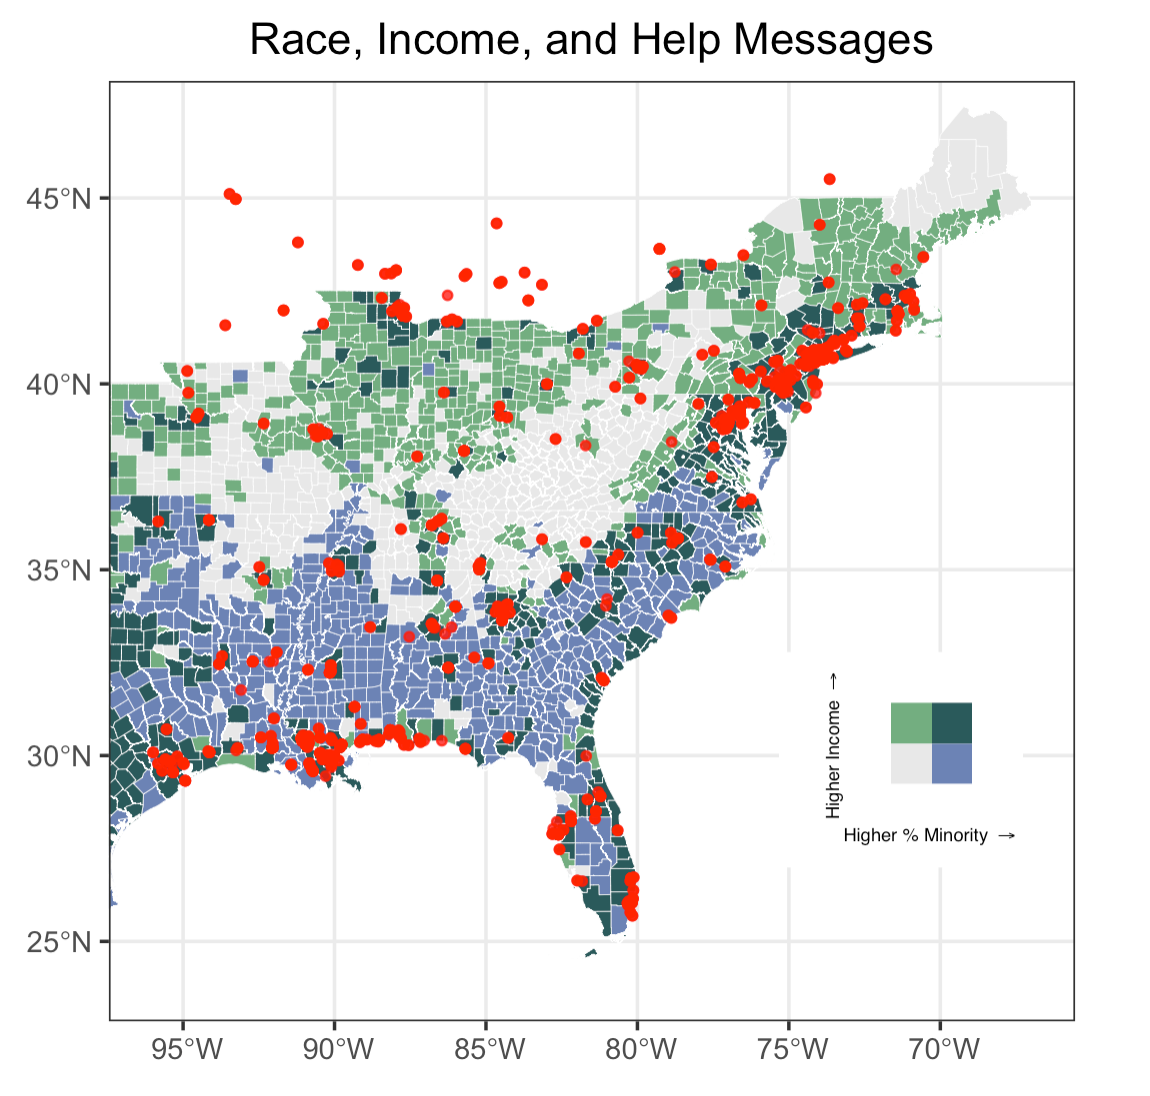 Race, Income, and Help Messages
45°N
40°N
35°N
30°N
25°N
Higher Income →
Higher % Minority →
95°W 90°W 85°W 80°W 75°W 70°W